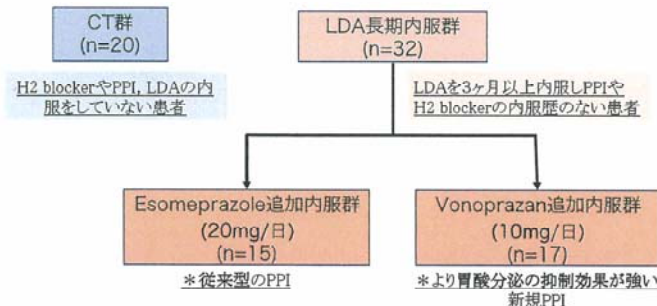 CT群
(n=20)
LDA長期内服群
(n=32)
H2 blockerやPPI, LDAの内
服をしていない患者
LDAを3ヶ月以上内服しPPIや
H2 blockerの内服歴のない患者
Esomeprazole追加内服群
(20mg/日)
(n=15)
Vonoprazan追加内服群
(10mg/日)
(n=17)
＊従来型のPPI
＊より胃酸分泌の抑制効果が強い
新規PPI